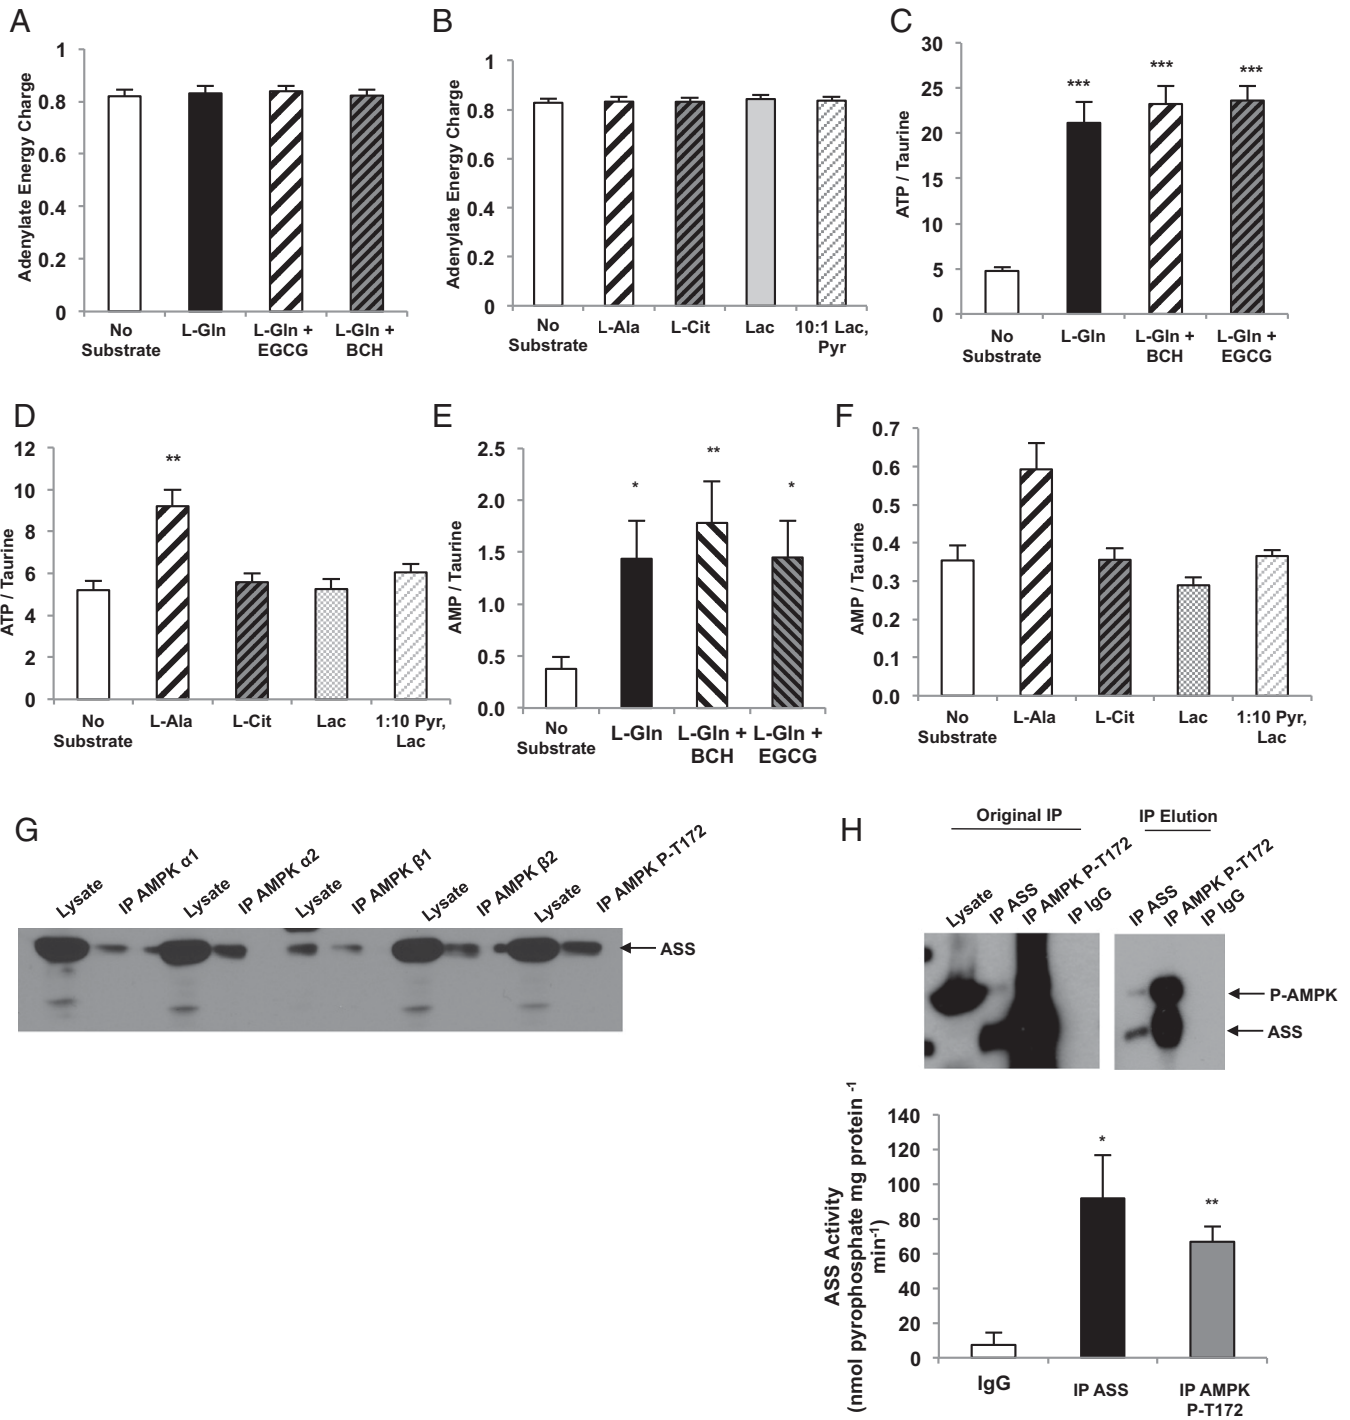 A
Adenylate Energy Charge
1
0.8
0.6
0.4
0.2
0
No Substrate
L-Gln
L-Gln + EGCG
L-Gln + BCH
B
Adenylate Energy Charge
1
0.8
0.6
0.4
0.2
0
No Substrate
L-Ala
L-Cit
Lac
10:1 Lac, Pyr
C
ATP / Taurine
30
25
20
15
10
5
0
***
***
***
No Substrate
L-Gln
L-Gln + BCH
L-Gln + EGCG
D
ATP / Taurine
12
10
8
6
4
2
0
**
No Substrate
L-Ala
L-Cit
Lac
1:10 Pyr, Lac
E
AMP / Taurine
2.5
2.0
1.5
1.0
0.5
0.0
*
**
*
No Substrate
L-Gln
L-Gln + BCH
L-Gln + EGCG
F
AMP / Taurine
0.7
0.6
0.5
0.4
0.3
0.2
0.1
0.0
No Substrate
L-Ala
L-Cit
Lac
1:10 Pyr, Lac
G
Lysate
IP AMPK α1
Lysate
IP AMPK α2
Lysate
IP AMPK β1
Lysate
IP AMPK β2
Lysate
IP AMPK P-T172
ASS
H
Original IP
IP Elution
Lysate
IP ASS
IP AMPK P-T172
IP IgG
IP ASS
IP AMPK P-T172
IP IgG
P-AMPK
ASS
ASS Activity
(nmol pyrophosphate mg protein -1
min-1)
140
120
100
80
60
40
20
0
*
**
IgG
IP ASS
IP AMPK P-T172